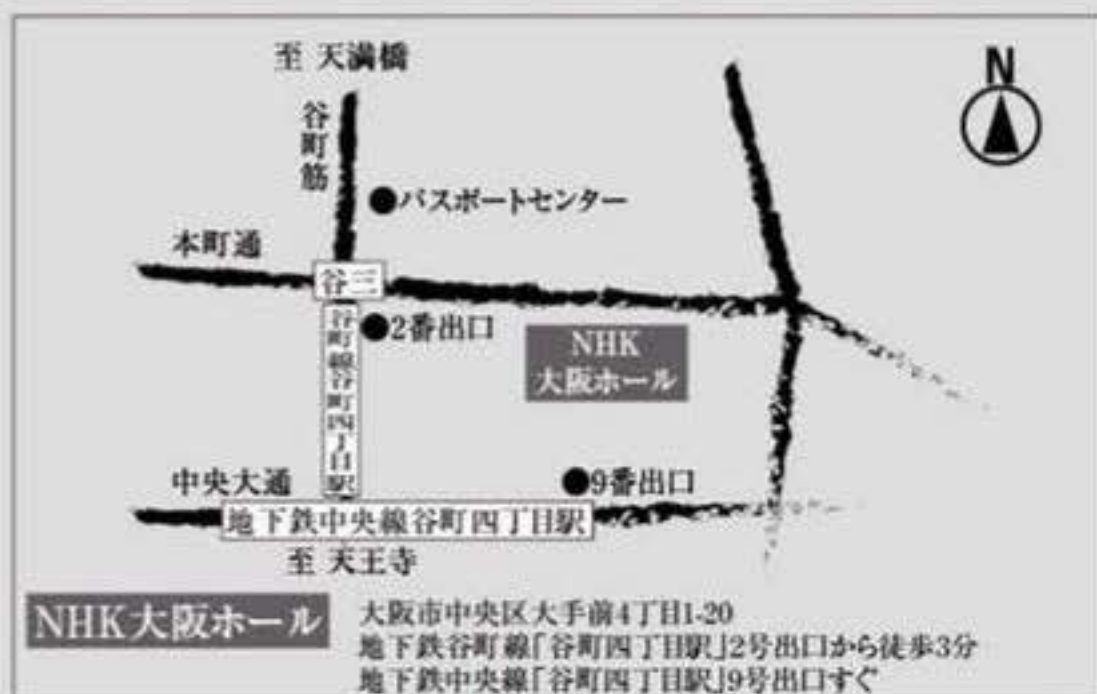 至 天満橋
N
谷町筋
●パスポートセンター
本町通
谷三
●2番出口
NHK
大阪ホール
谷町線谷町四丁目駅
中央大通
●9番出口
地下鉄中央線谷町四丁目駅
至 天王寺
NHK大阪ホール
大阪市中央区大手前4丁目1-20
地下鉄谷町線「谷町四丁目駅」2号出口から徒歩3分
地下鉄中央線「谷町四丁目駅」9号出口すぐ